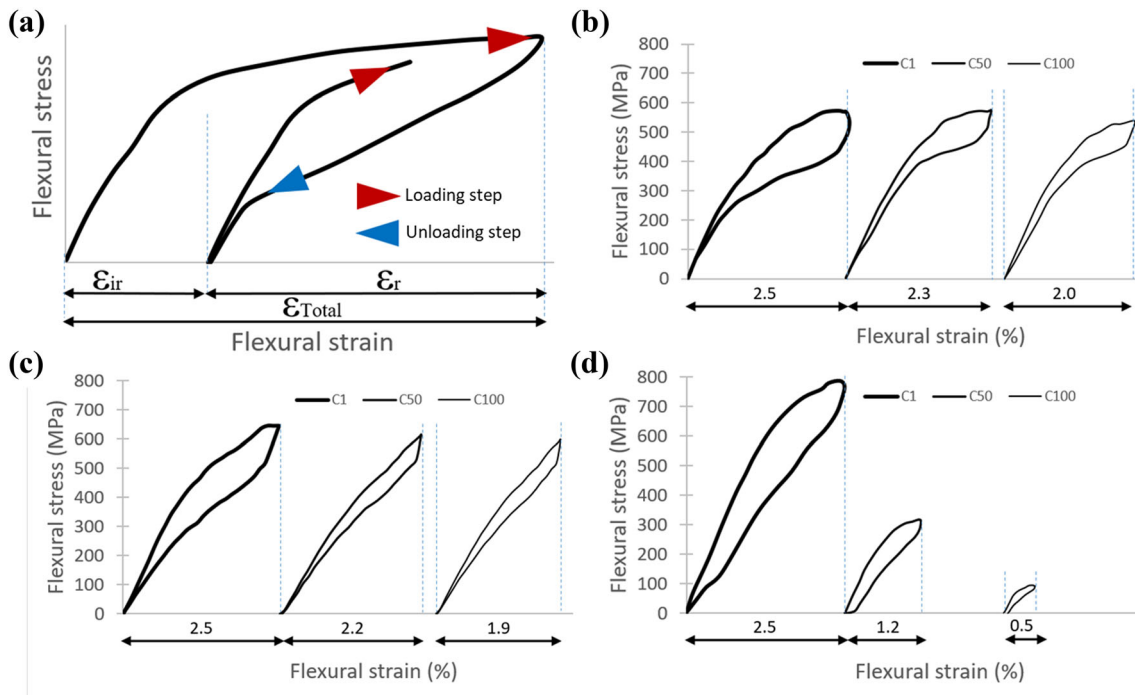 (a)
Flexural stress
Loading step
Unloading step
εir
εr
εTotal
Flexural strain
(b)
Flexural stress (MPa)
800
700
600
500
400
300
200
100
0
C1 C50 C100
2.5 2.3 2.0
Flexural strain (%)
(c)
Flexural stress (MPa)
800
700
600
500
400
300
200
100
0
C1 C50 C100
2.5 2.2 1.9
Flexural strain (%)
(d)
Flexural stress (MPa)
800
700
600
500
400
300
200
100
0
C1 C50 C100
2.5 1.2 0.5
Flexural strain (%)